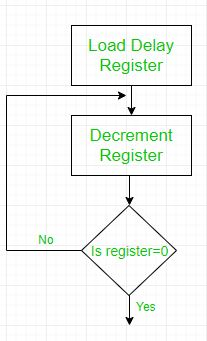 Load Delay
Register
Decrement
Register
Is register=0
No
Yes